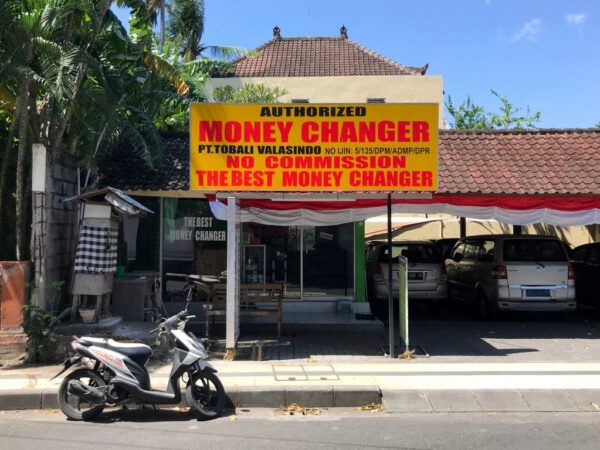 AUTHORIZED
MONEY CHANGER
PT.TOBALI VALASINDO NO IJIN: 5/135/DPM/ADMP/DPR
NO COMMISSION
THE BEST MONEY CHANGER
THE BEST
MONEY CHANGER